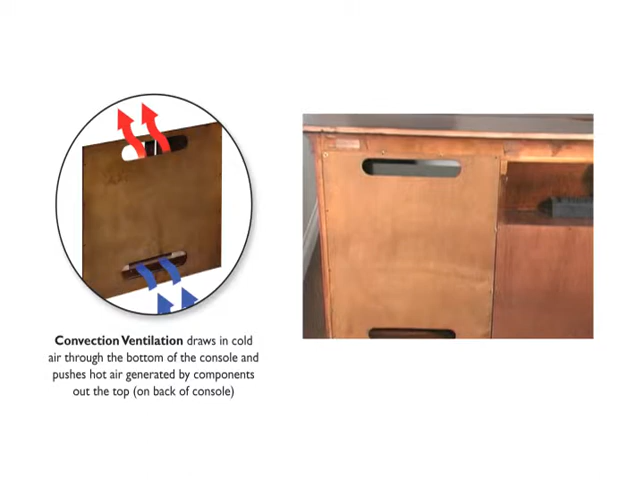 Convection Ventilation draws in cold
air through the bottom of the console and
pushes hot air generated by components
out the top (on back of console)